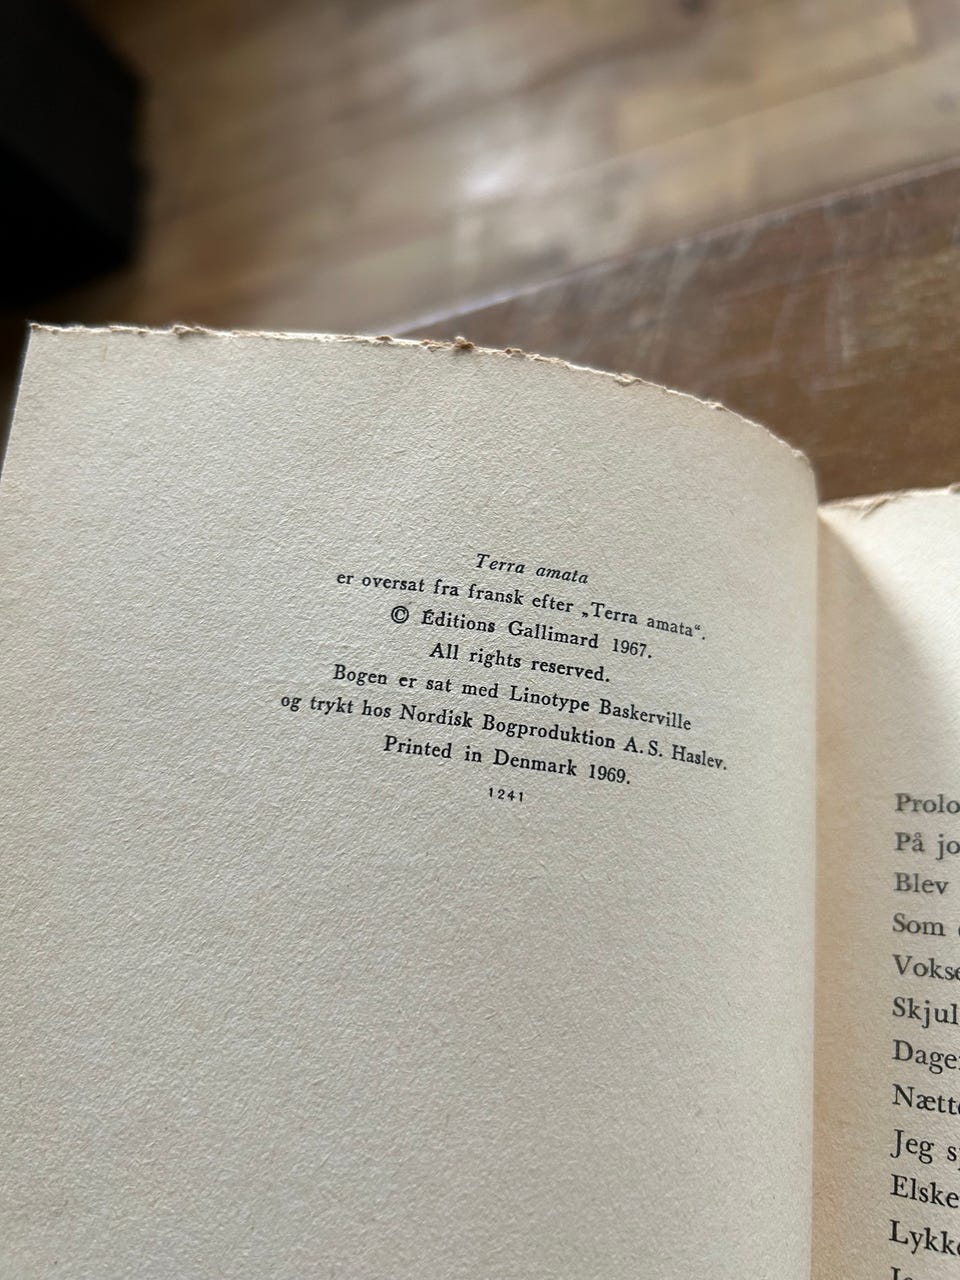 Terra amata
er oversat fra fransk efter „Terra amata“.
© Éditions Gallimard 1967.
All rights reserved.
Bogen er sat med Linotype Baskerville
og trykt hos Nordisk Bogproduktion A.S. Haslev.
Printed in Denmark 1969.
1241
Prolo
På jo
Blev
Som
Vokse
Skjul
Dage
Nætt
Jeg s
Elske
Lykk